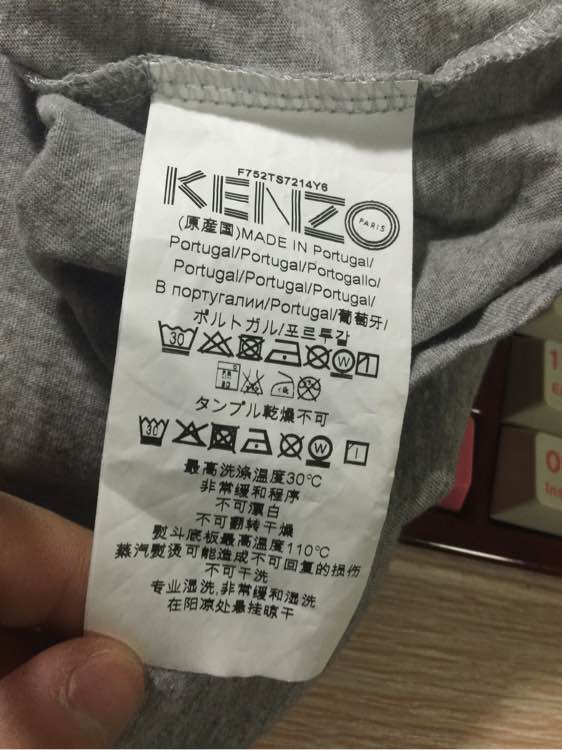 F752TS7214Y6
KENZO
PARIS
(原産国)MADE IN Portugal/
Portugal/Portugal/Portogallo/
Portugal/Portugal/Portugal/
В португалии/Portugal/葡萄牙/
ポルトガル/포르투갈
30 W
タンブル乾燥不可
30 W
最高洗涤温度30℃
非常缓和程序
不可漂白
不可翻转干燥
熨斗底板最高温度110℃
蒸汽熨烫可能造成不可回复的损伤
不可干洗
专业湿洗,非常缓和湿洗
在阴凉处悬挂晾干